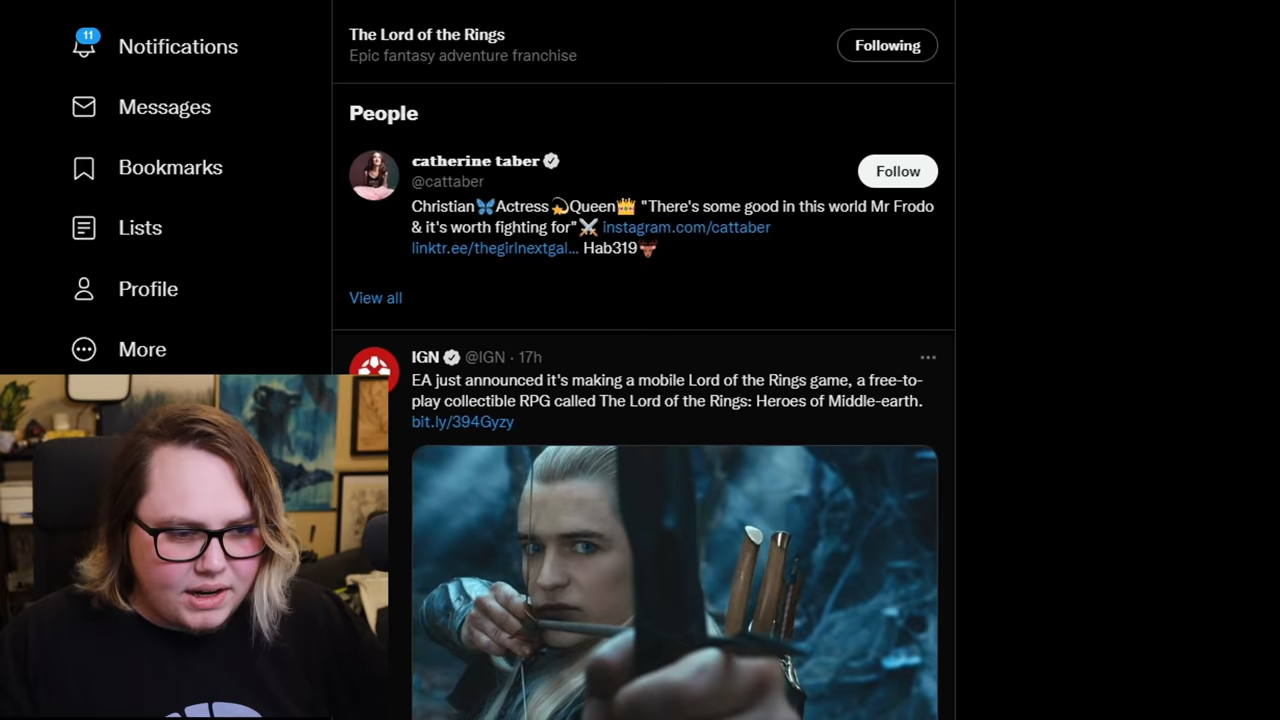 11
Notifications
Messages
Bookmarks
Lists
Profile
More
The Lord of the Rings
Epic fantasy adventure franchise
Following
People
catherine taber
@cattaber
Follow
Christian🦋Actress💫Queen👑 "There's some good in this world Mr Frodo
& it's worth fighting for"⚔️ instagram.com/cattaber
linktr.ee/thegirlnextgal… Hab319🐂
View all
IGN @IGN · 17h
EA just announced it's making a mobile Lord of the Rings game, a free-to-
play collectible RPG called The Lord of the Rings: Heroes of Middle-earth.
bit.ly/394Gyzy